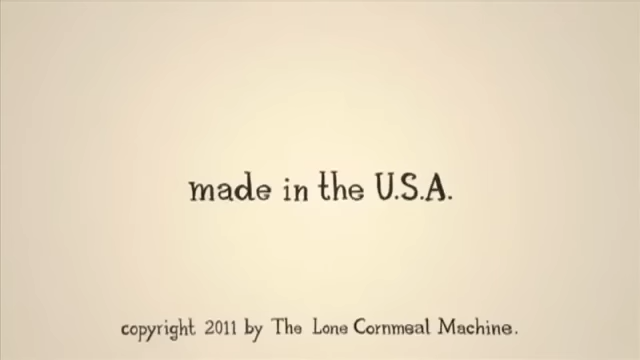 made in the U.S.A.
copyright 2011 by The Lone Cornmeal Machine.